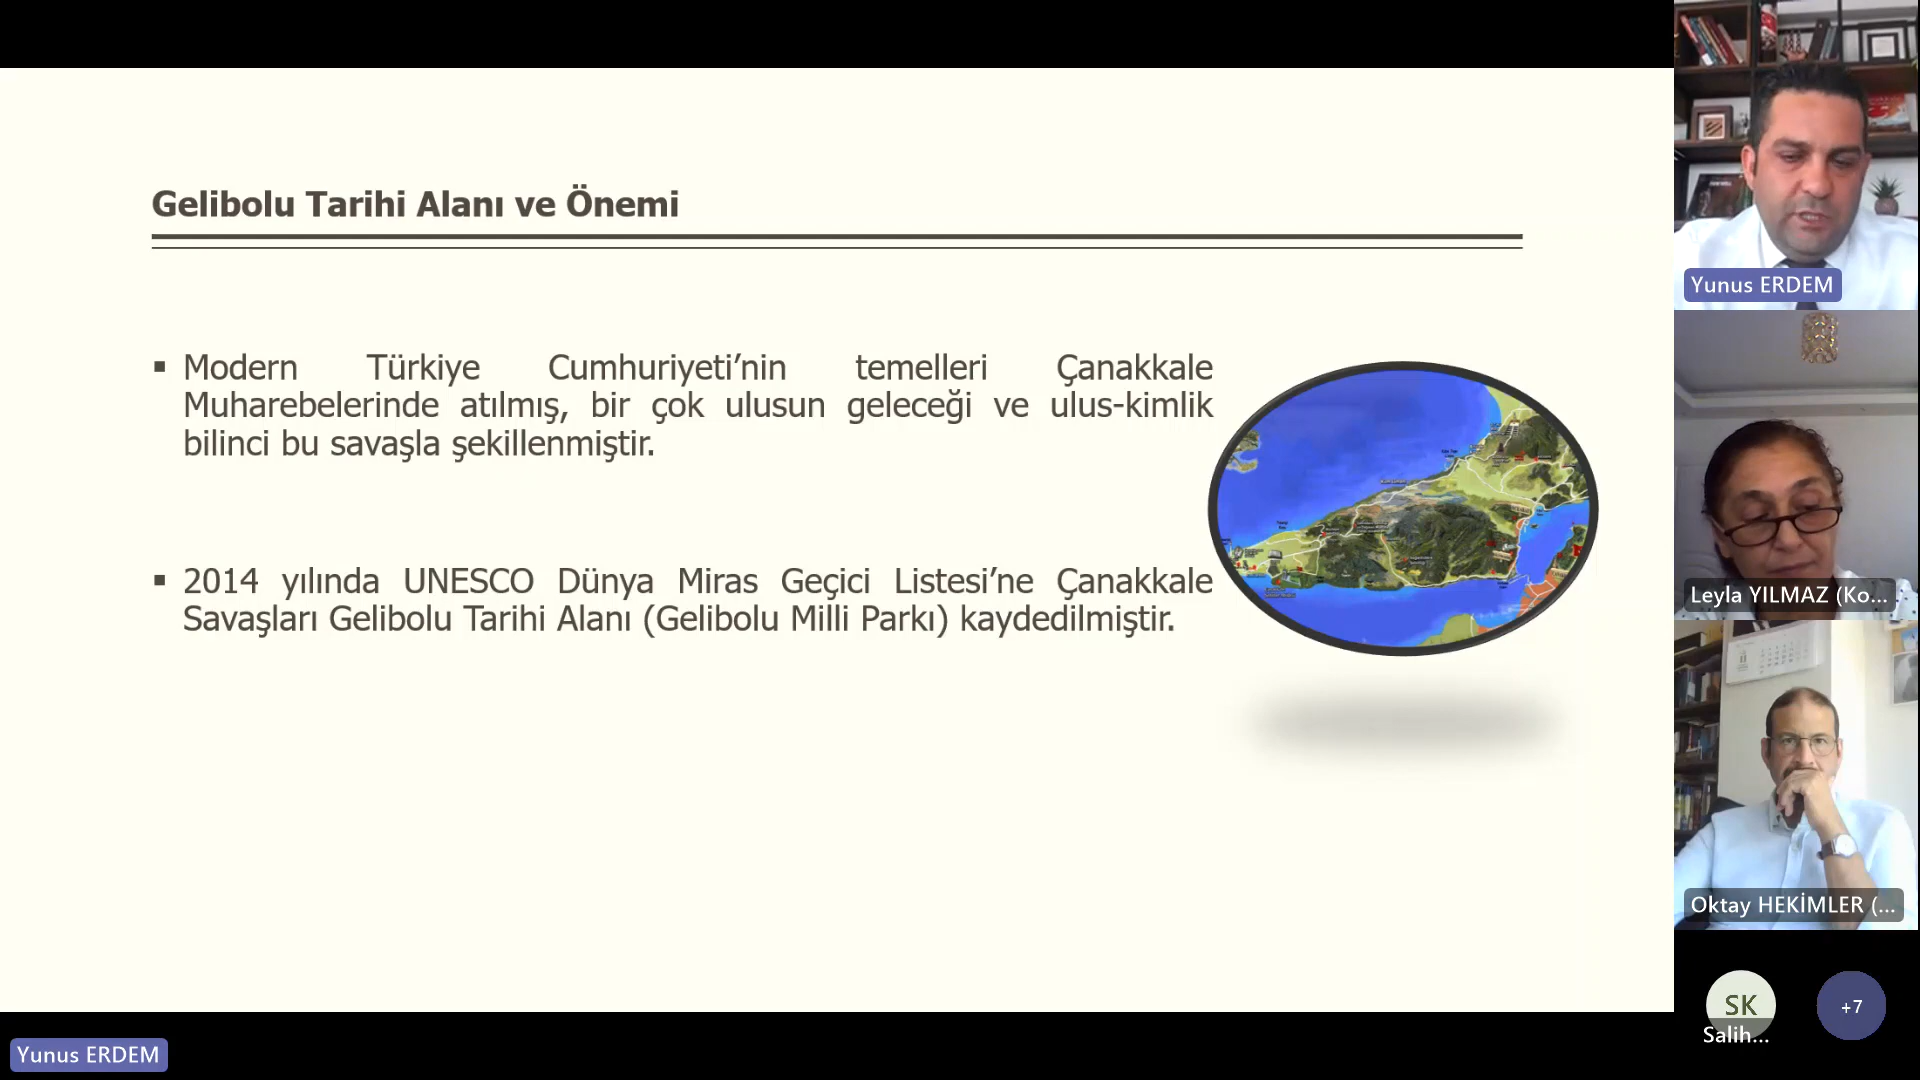 Gelibolu Tarihi Alanı ve Önemi
Modern Türkiye Cumhuriyeti’nin temelleri Çanakkale
Muharebelerinde atılmış, bir çok ulusun geleceği ve ulus-kimlik
bilinci bu savaşla şekillenmiştir.
2014 yılında UNESCO Dünya Miras Geçici Listesi’ne Çanakkale
Savaşları Gelibolu Tarihi Alanı (Gelibolu Milli Parkı) kaydedilmiştir.
Yunus ERDEM
Leyla YILMAZ (Ko...
Oktay HEKİMLER (...
SK
Salih...
+7
Yunus ERDEM